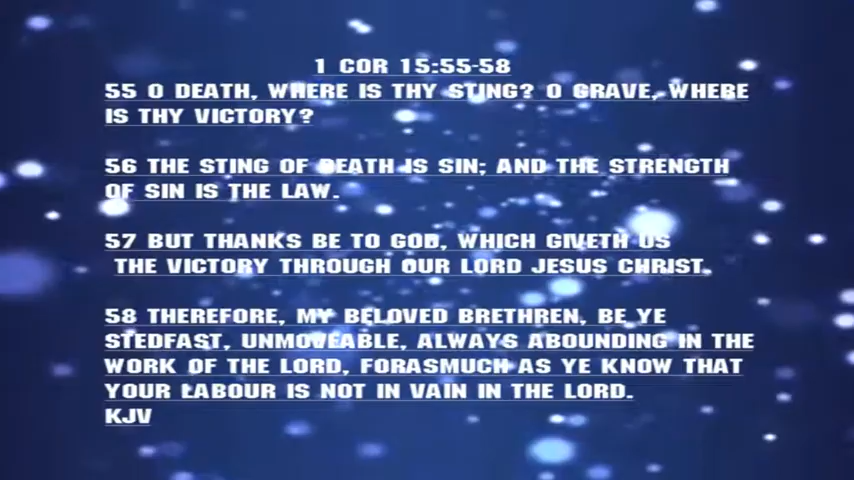 1 COR 15:55-58
55 O DEATH, WHERE IS THY STING? O GRAVE, WHERE
IS THY VICTORY?
56 THE STING OF DEATH IS SIN; AND THE STRENGTH
OF SIN IS THE LAW.
57 BUT THANKS BE TO GOD, WHICH GIVETH US
THE VICTORY THROUGH OUR LORD JESUS CHRIST.
58 THEREFORE, MY BELOVED BRETHREN, BE YE
STEDFAST, UNMOVEABLE, ALWAYS ABOUNDING IN THE
WORK OF THE LORD, FORASMUCH AS YE KNOW THAT
YOUR LABOUR IS NOT IN VAIN IN THE LORD.
KJV